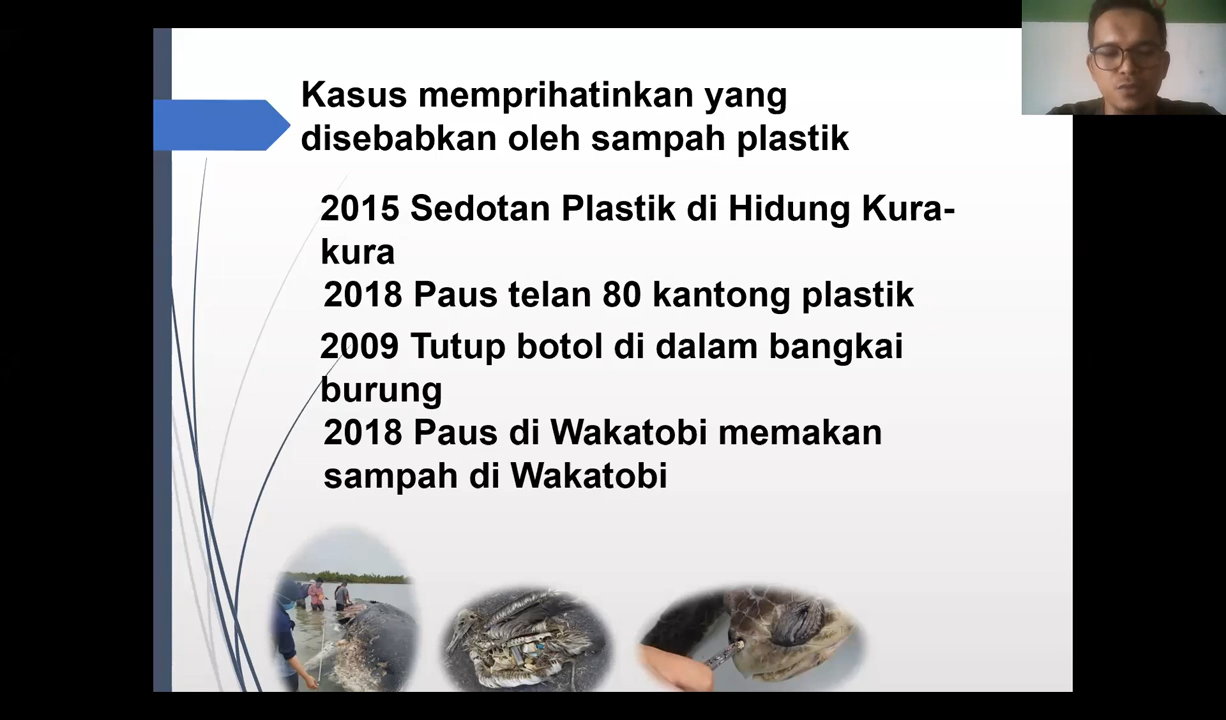 Kasus memprihatinkan yang
disebabkan oleh sampah plastik
2015 Sedotan Plastik di Hidung Kura-
kura
2018 Paus telan 80 kantong plastik
2009 Tutup botol di dalam bangkai
burung
2018 Paus di Wakatobi memakan
sampah di Wakatobi